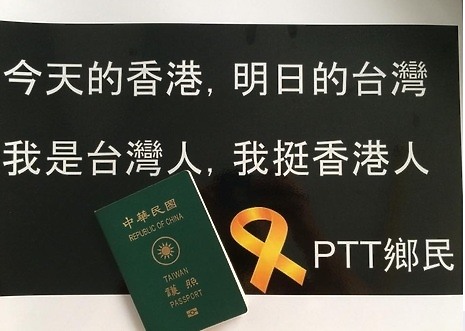 今天的香港, 明日的台灣
我是台灣人, 我挺香港人
PTT鄉民
中華民國
REPUBLIC OF CHINA
TAIWAN
護照
PASSPORT